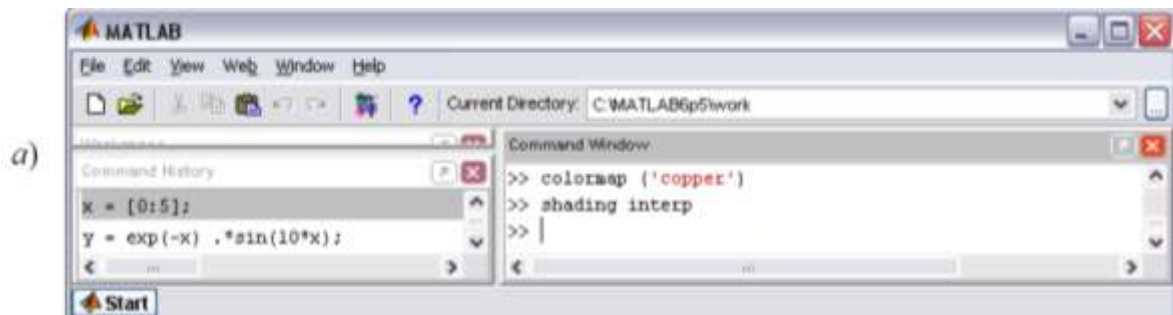 a)
MATLAB
File Edit View Web Window Help
? Current Directory: C:\MATLAB6p5\work
Command Window
Command History
>> colormap ('copper')
x = [0:5];
>> shading interp
y = exp(-x) .*sin(10*x);
>>
Start